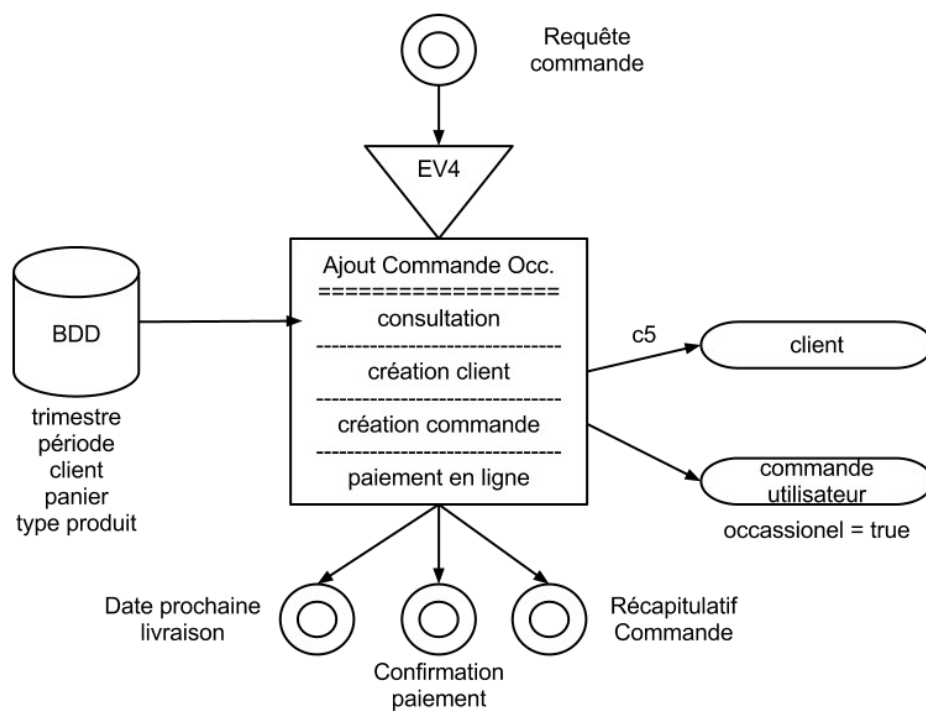 Requête
commande
EV4
Ajout Commande Occ.
==================
consultation
--------------------------------
création client
--------------------------------
création commande
--------------------------------
paiement en ligne
BDD
trimestre
période
client
panier
type produit
c5
client
commande
utilisateur
occassionel = true
Date prochaine
livraison
Confirmation
paiement
Récapitulatif
Commande